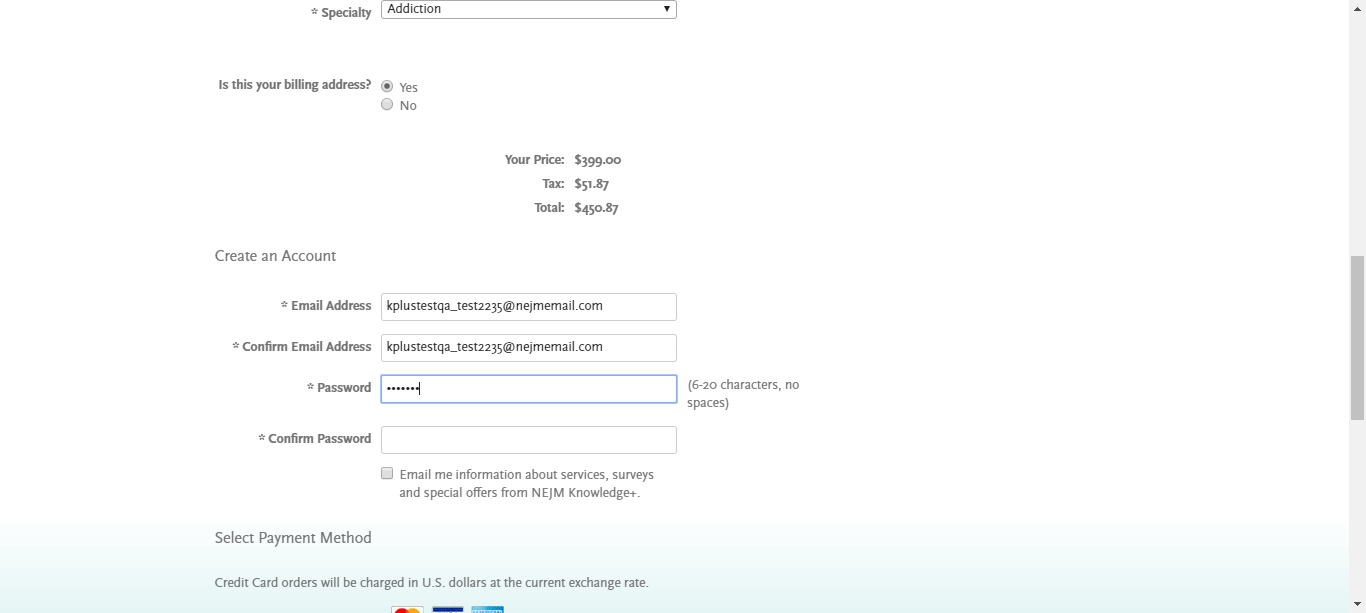 * Specialty Addiction
Is this your billing address? Yes
No
Your Price: $399.00
Tax: $51.87
Total: $450.87
Create an Account
* Email Address kplustestqa_test2235@nejmemail.com
* Confirm Email Address kplustestqa_test2235@nejmemail.com
* Password ••••••• (6-20 characters, no
spaces)
* Confirm Password
Email me information about services, surveys
and special offers from NEJM Knowledge+.
Select Payment Method
Credit Card orders will be charged in U.S. dollars at the current exchange rate.